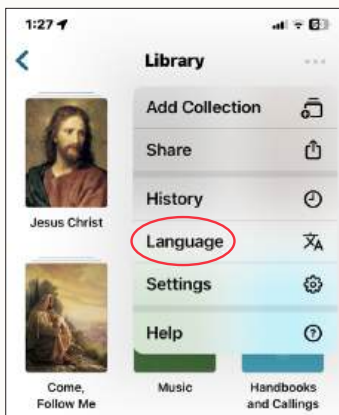 1:27
Library
Add Collection
Share
History
Language
Settings
Help
Jesus Christ
Come,
Follow Me
Music
Handbooks
and Callings